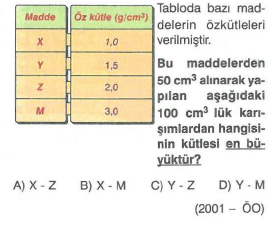 Madde Öz kütle (g/cm³)
X 1,0
Y 1,5
Z 2,0
M 3,0
Tabloda bazı mad-
delerin özkütleleri
verilmiştir.
Bu maddelerden
50 cm³ alınarak ya-
pılan aşağıdaki
100 cm³ lük karı-
şımlardan hangisi-
nin kütlesi en bü-
yüktür?
A) X - Z B) X - M C) Y - Z D) Y - M
(2001 – ÖO)